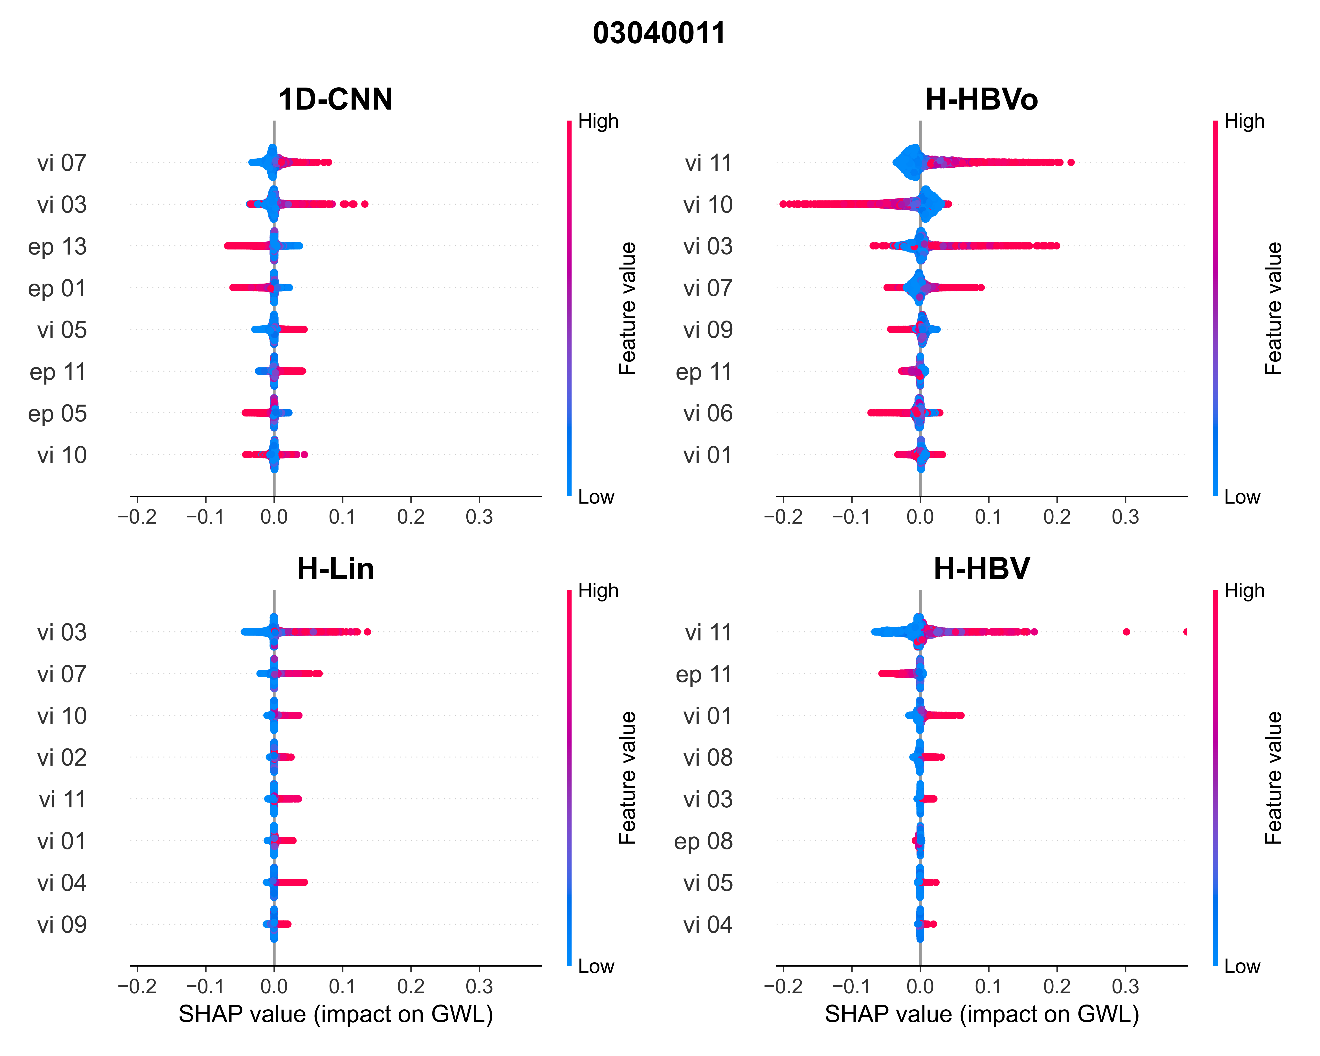 03040011
1D-CNN
High
vi 07
vi 03
ep 13
ep 01
vi 05
ep 11
ep 05
vi 10
Feature value
Low
−0.2 −0.1 0.0 0.1 0.2 0.3
H-HBVo
High
vi 11
vi 10
vi 03
vi 07
vi 09
ep 11
vi 06
vi 01
Feature value
Low
−0.2 −0.1 0.0 0.1 0.2 0.3
H-Lin
High
vi 03
vi 07
vi 10
vi 02
vi 11
vi 01
vi 04
vi 09
Feature value
Low
−0.2 −0.1 0.0 0.1 0.2 0.3
SHAP value (impact on GWL)
H-HBV
High
vi 11
ep 11
vi 01
vi 08
vi 03
ep 08
vi 05
vi 04
Feature value
Low
−0.2 −0.1 0.0 0.1 0.2 0.3
SHAP value (impact on GWL)